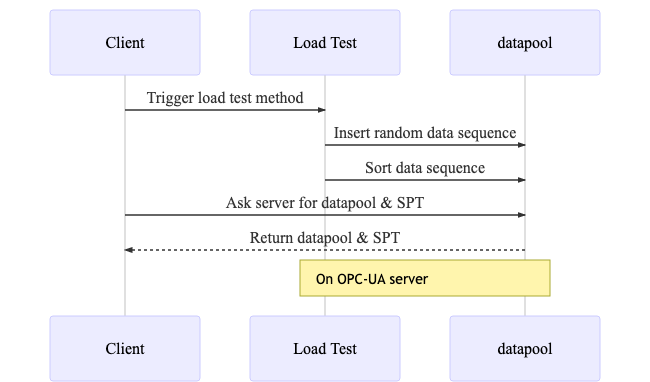 Client
Load Test
datapool
Trigger load test method
Insert random data sequence
Sort data sequence
Ask server for datapool & SPT
Return datapool & SPT
On OPC-UA server
Client
Load Test
datapool